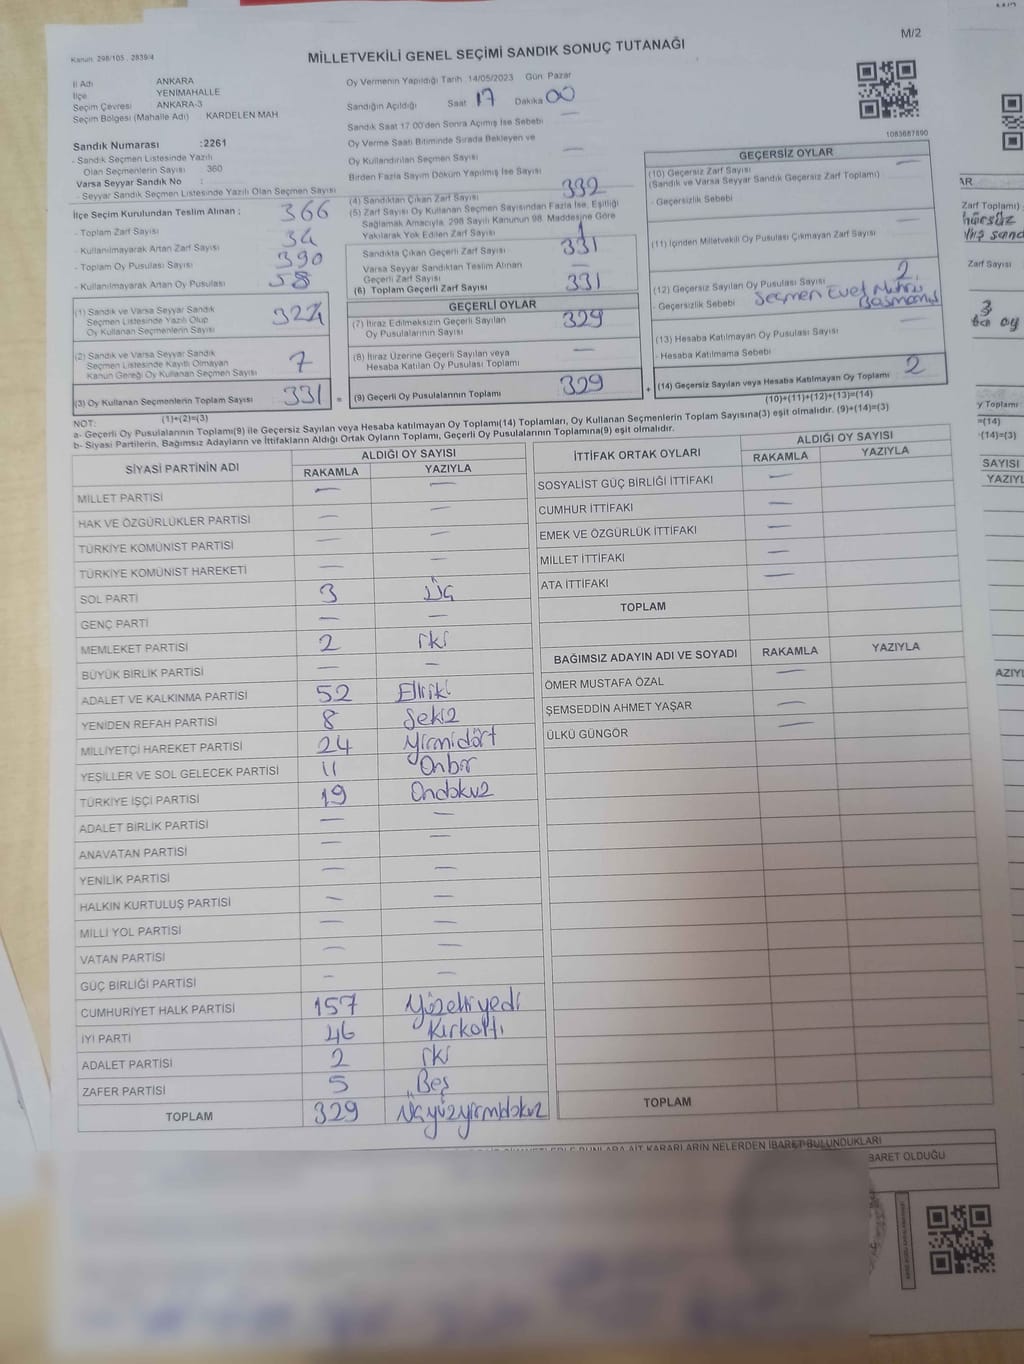 M/2
Kanun: 298/105 , 2839/4
MİLLETVEKİLİ GENEL SEÇİMİ SANDIK SONUÇ TUTANAĞI
İl Adı ANKARA
İlçe YENİMAHALLE
Seçim Çevresi ANKARA-3
Seçim Bölgesi (Mahalle Adı) KARDELEN MAH
Oy Vermenin Yapıldığı Tarih :14/05/2023 Gün: Pazar
Sandığın Açıldığı Saat 17 Dakika 00
Sandık Saat 17.00'den Sonra Açımış İse Sebebi —
Oy Verme Saati Bitiminde Sırada Bekleyen ve
Oy Kullandırılan Seçmen Sayısı —
Birden Fazla Sayım Döküm Yapılmış İse Sayısı
1083687890
Sandık Numarası :2261
- Sandık Seçmen Listesinde Yazılı
Olan Seçmenlerin Sayısı 360
Varsa Seyyar Sandık No :
- Seyyar Sandık Seçmen Listesinde Yazılı Olan Seçmen Sayısı
İlçe Seçim Kurulundan Teslim Alınan :
- Toplam Zarf Sayısı 366
- Kullanılmayarak Artan Zarf Sayısı 34
- Toplam Oy Pusulası Sayısı 390
- Kullanılmayarak Artan Oy Pusulası 58
(1) Sandık ve Varsa Seyyar Sandık
Seçmen Listesinde Yazılı Olup
Oy Kullanan Seçmenlerin Sayısı 324
(2) Sandık ve Varsa Seyyar Sandık
Seçmen Listesinde Kayıtlı Olmayan
Kanun Gereği Oy Kullanan Seçmen Sayısı 7
(3) Oy Kullanan Seçmenlerin Toplam Sayısı 331
(1)+(2)=(3)
(4) Sandıktan Çıkan Zarf Sayısı 332
(5) Zarf Sayısı Oy Kullanan Seçmen Sayısından Fazla İse, Eşitliği
Sağlamak Amacıyla, 298 Sayılı Kanunun 98. Maddesine Göre
Yakılarak Yok Edilen Zarf Sayısı 1
Sandıkta Çıkan Geçerli Zarf Sayısı 331
Varsa Seyyar Sandıktan Teslim Alınan
Geçerli Zarf Sayısı —
(6) Toplam Geçerli Zarf Sayısı 331
GEÇERLİ OYLAR
(7) İtiraz Edilmeksizin Geçerli Sayılan
Oy Pusulalarının Sayısı 329
(8) İtiraz Üzerine Geçerli Sayılan veya
Hesaba Katılan Oy Pusulası Toplamı —
= (9) Geçerli Oy Pusulalarının Toplamı 329 +
GEÇERSİZ OYLAR
(10) Geçersiz Zarf Sayısı —
(Sandık ve Varsa Seyyar Sandık Geçersiz Zarf Toplamı)
- Geçersizlik Sebebi
(11) İçinden Milletvekili Oy Pusulası Çıkmayan Zarf Sayısı —
(12) Geçersiz Sayılan Oy Pusulası Sayısı 2
- Geçersizlik Sebebi Seçmen Evet Mührü Basmamış
(13) Hesaba Katılmayan Oy Pusulası Sayısı —
- Hesaba Katılmama Sebebi
(14) Geçersiz Sayılan veya Hesaba Katılmayan Oy Toplamı 2
(10)+(11)+(12)+(13)=(14)
NOT:
a- Geçerli Oy Pusulalarının Toplamı(9) ile Geçersiz Sayılan veya Hesaba katılmayan Oy Toplamı(14) Toplamları, Oy Kullanan Seçmenlerin Toplam Sayısına(3) eşit olmalıdır. (9)+(14)=(3)
b- Siyasi Partilerin, Bağımsız Adayların ve İttifakların Aldığı Ortak Oyların Toplamı, Geçerli Oy Pusulalarının Toplamına(9) eşit olmalıdır.
SİYASİ PARTİNİN ADI ALDIĞI OY SAYISI
RAKAMLA YAZIYLA
MİLLET PARTİSİ — —
HAK VE ÖZGÜRLÜKLER PARTİSİ — —
TÜRKİYE KOMÜNİST PARTİSİ — —
TÜRKİYE KOMÜNİST HAREKETİ — —
SOL PARTİ 3 Üç
GENÇ PARTİ — —
MEMLEKET PARTİSİ 2 İki
BÜYÜK BİRLİK PARTİSİ — —
ADALET VE KALKINMA PARTİSİ 52 Elliiki
YENİDEN REFAH PARTİSİ 8 Sekiz
MİLLİYETÇİ HAREKET PARTİSİ 24 Yirmidört
YEŞİLLER VE SOL GELECEK PARTİSİ 11 Onbir
TÜRKİYE İŞÇİ PARTİSİ 19 Ondokuz
ADALET BİRLİK PARTİSİ — —
ANAVATAN PARTİSİ — —
YENİLİK PARTİSİ — —
HALKIN KURTULUŞ PARTİSİ — —
MİLLİ YOL PARTİSİ — —
VATAN PARTİSİ — —
GÜÇ BİRLİĞİ PARTİSİ — —
CUMHURİYET HALK PARTİSİ 157 Yüzelliyedi
İYİ PARTİ 46 Kırkaltı
ADALET PARTİSİ 2 İki
ZAFER PARTİSİ 5 Beş
TOPLAM 329 Üçyüzyirmidokuz
İTTİFAK ORTAK OYLARI ALDIĞI OY SAYISI
RAKAMLA YAZIYLA
SOSYALİST GÜÇ BİRLİĞİ İTTİFAKI —
CUMHUR İTTİFAKI —
EMEK VE ÖZGÜRLÜK İTTİFAKI —
MİLLET İTTİFAKI —
ATA İTTİFAKI —
TOPLAM
BAĞIMSIZ ADAYIN ADI VE SOYADI RAKAMLA YAZIYLA
ÖMER MUSTAFA ÖZAL —
ŞEMSEDDİN AHMET YAŞAR —
ÜLKÜ GÜNGÖR —
TOPLAM
BUNLARA AİT KARARLARIN NELERDEN İBARET BULUNDUKLARI
BARET OLDUĞU
AR
Zarf Toplamı)
Zarf Sayısı
3
y Toplamı
=(14)
(14)=(3)
SAYISI
YAZIYL
AZIYL